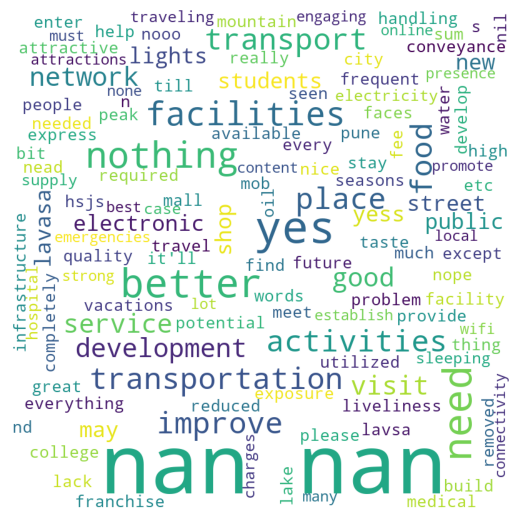 traveling mountain engaging
enter
help nooo online sum s
must
handling
attractive transport conveyance nil
attractions lights really city
network students frequent new
none till seen electricity presence
people n peak facilities faces
needed express available pune water develop
bit every fee high
nead nothing content nice stay food promote
required mob seasons etc
supply hsjs mall oil
best case place street
electronic yes yess public
emergencies travel shop taste local
quality it'll future much except
strong find
lavasa better words good problem nope
infrastructure hospital completely vacations lot meet establish provide facility wifi
service potential activities thing
development utilized sleeping
great transportation visit
everything reduced exposure liveliness need
nd may improve please lavsa removed connectivity
college
lack nan nan charges lake many build
franchise medical